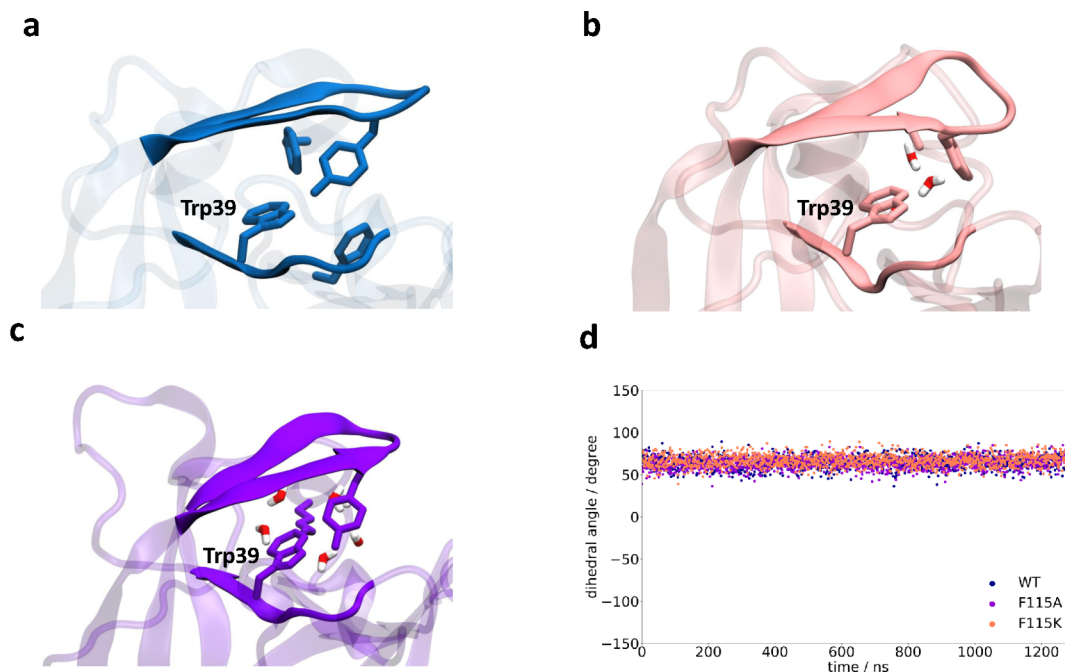 a
Trp39
b
Trp39
c
Trp39
d
dihedral angle / degree
150
100
50
0
−50
−100
−150
0
200
400
600
800
1000
1200
time / ns
WT
F115A
F115K